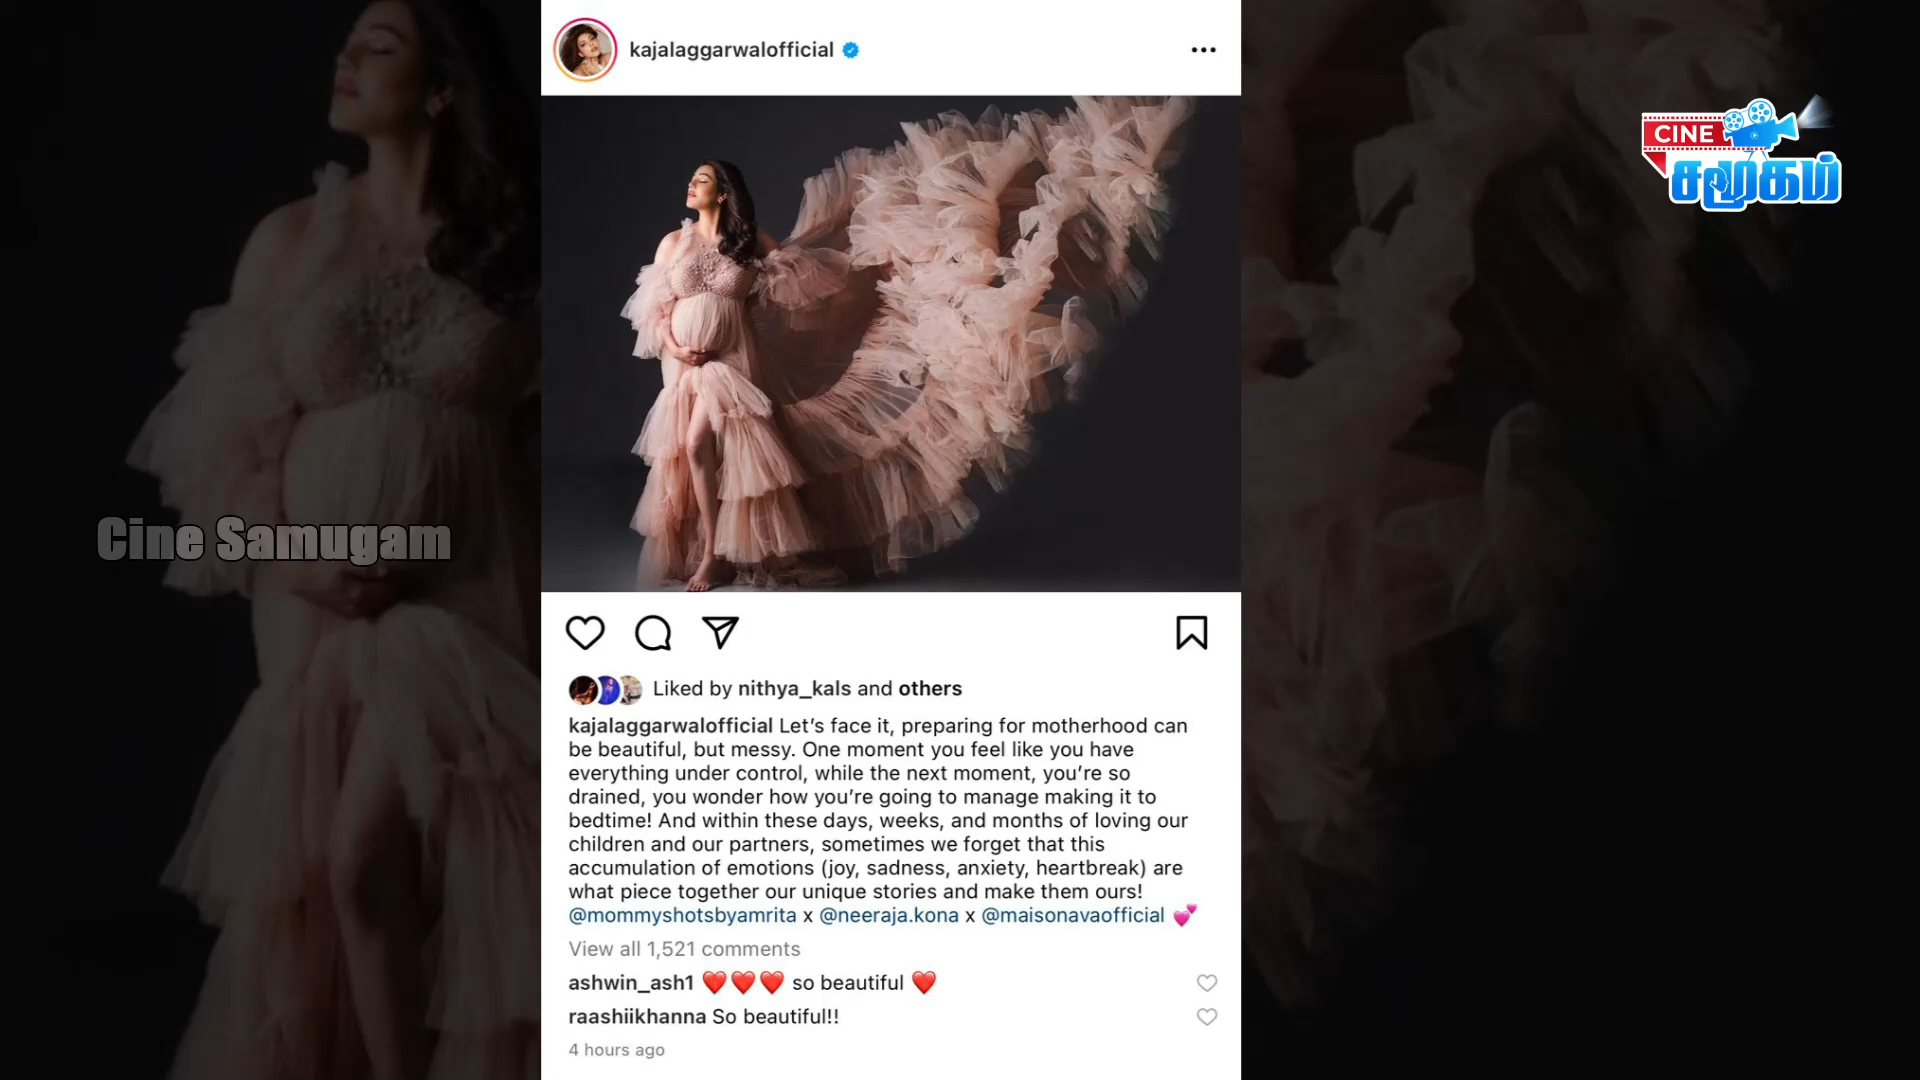 kajalaggarwalofficial
CINE
சமூகம்
Cine Samugam
Liked by nithya_kals and others
kajalaggarwalofficial Let’s face it, preparing for motherhood can
be beautiful, but messy. One moment you feel like you have
everything under control, while the next moment, you’re so
drained, you wonder how you’re going to manage making it to
bedtime! And within these days, weeks, and months of loving our
children and our partners, sometimes we forget that this
accumulation of emotions (joy, sadness, anxiety, heartbreak) are
what piece together our unique stories and make them ours!
@mommyshotsbyamrita x @neeraja.kona x @maisonavaofficial 💕
View all 1,521 comments
ashwin_ash1 ❤️❤️❤️ so beautiful ❤️
raashiikhanna So beautiful!!
4 hours ago